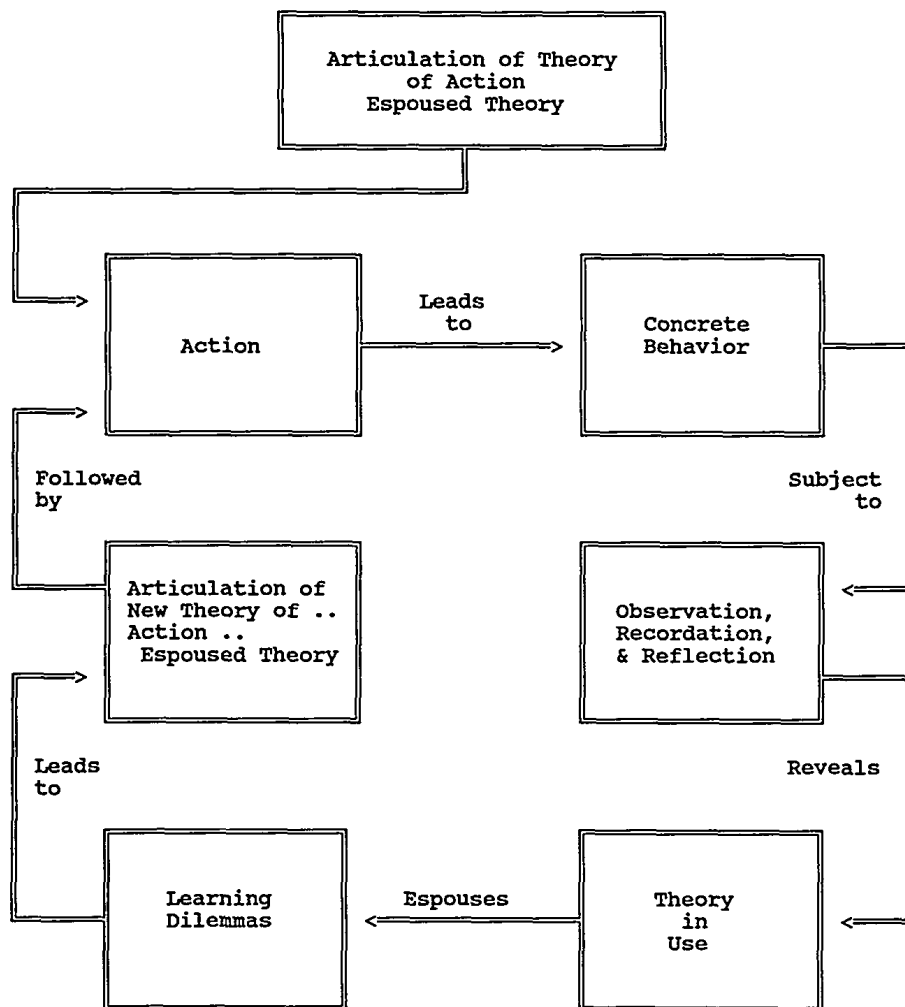 Articulation of Theory
of Action
Espoused Theory
Leads
to
Action
Concrete
Behavior
Followed
by
Subject
to
Articulation of
New Theory of ..
Action ..
Espoused Theory
Observation,
Recordation,
& Reflection
Leads
to
Reveals
Learning
Dilemmas
Espouses
Theory
in
Use